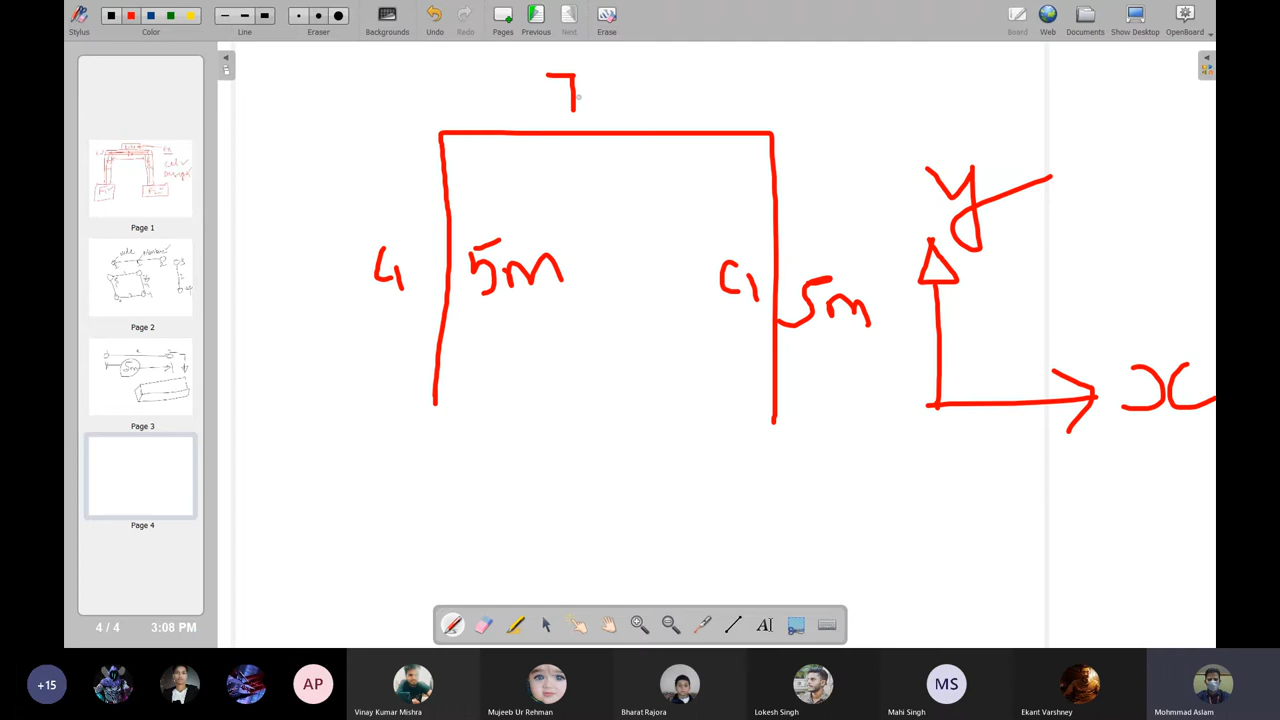 Stylus
Color
Line
Eraser
Backgrounds
Undo
Redo
Pages
Previous
Next
Erase
Board
Web
Documents
Show Desktop
OpenBoard
Page 1
Page 2
Page 3
Page 4
4 / 4
3:08 PM
7
C1
5m
C1
5m
y
x
AI
+15
AP
Vinay Kumar Mishra
Mujeeb Ur Rehman
Bharat Rajora
Lokesh Singh
MS
Mahi Singh
Ekant Varshney
Mohmmad Aslam